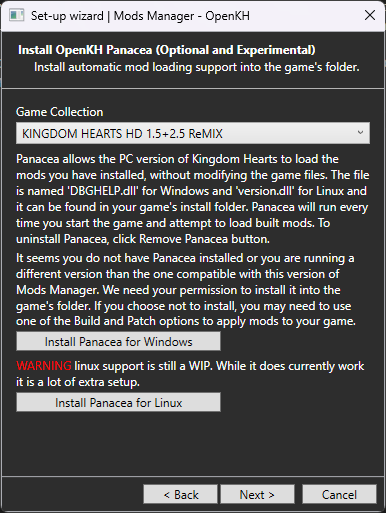 Set-up wizard | Mods Manager - OpenKH
Install OpenKH Panacea (Optional and Experimental)
Install automatic mod loading support into the game's folder.
Game Collection
KINGDOM HEARTS HD 1.5+2.5 ReMIX
Panacea allows the PC version of Kingdom Hearts to load the
mods you have installed, without modifying the game files. The file
is named 'DBGHELP.dll' for Windows and 'version.dll' for Linux and
it can be found in your game's install folder. Panacea will run every
time you start the game and attempt to load built mods. To
uninstall Panacea, click Remove Panacea button.
It seems you do not have Panacea installed or you are running a
different version than the one compatible with this version of
Mods Manager. We need your permission to install it into the
game's folder. If you choose not to install, you may need to use
one of the Build and Patch options to apply mods to your game.
Install Panacea for Windows
WARNING linux support is still a WIP. While it does currently work
it is a lot of extra setup.
Install Panacea for Linux
< Back
Next >
Cancel